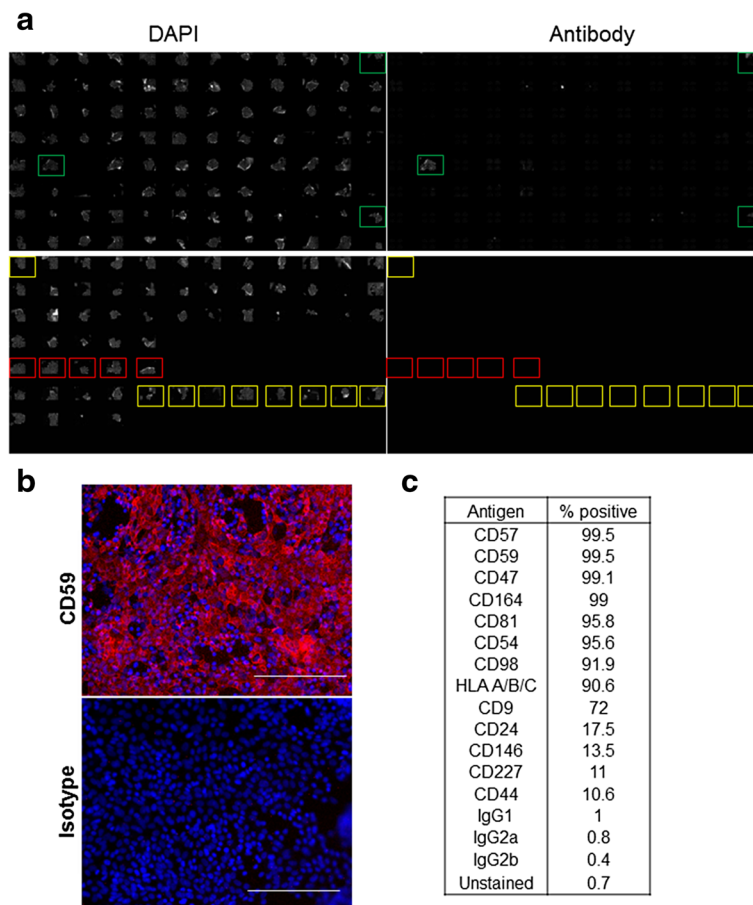 a
DAPI Antibody
b
CD59
Isotype
c
Antigen % positive
CD57 99.5
CD59 99.5
CD47 99.1
CD164 99
CD81 95.8
CD54 95.6
CD98 91.9
HLA A/B/C 90.6
CD9 72
CD24 17.5
CD146 13.5
CD227 11
CD44 10.6
IgG1 1
IgG2a 0.8
IgG2b 0.4
Unstained 0.7